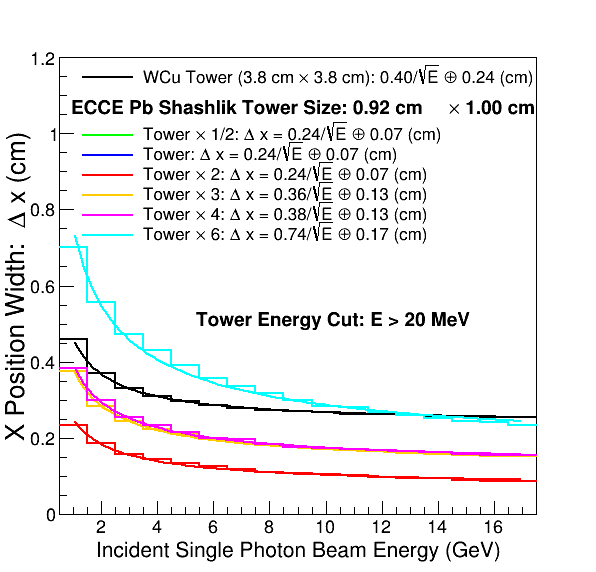 1.2
WCu Tower (3.8 cm × 3.8 cm): 0.40/√E ⊕ 0.24 (cm)
ECCE Pb Shashlik Tower Size: 0.92 cm × 1.00 cm
1
Tower × 1/2: Δ x = 0.24/√E ⊕ 0.07 (cm)
Tower: Δ x = 0.24/√E ⊕ 0.07 (cm)
Tower × 2: Δ x = 0.24/√E ⊕ 0.07 (cm)
Tower × 3: Δ x = 0.36/√E ⊕ 0.13 (cm)
0.8
Tower × 4: Δ x = 0.38/√E ⊕ 0.13 (cm)
Tower × 6: Δ x = 0.74/√E ⊕ 0.17 (cm)
X Position Width: Δ x (cm)
0.6
Tower Energy Cut: E > 20 MeV
0.4
0.2
0
2 4 6 8 10 12 14 16
Incident Single Photon Beam Energy (GeV)